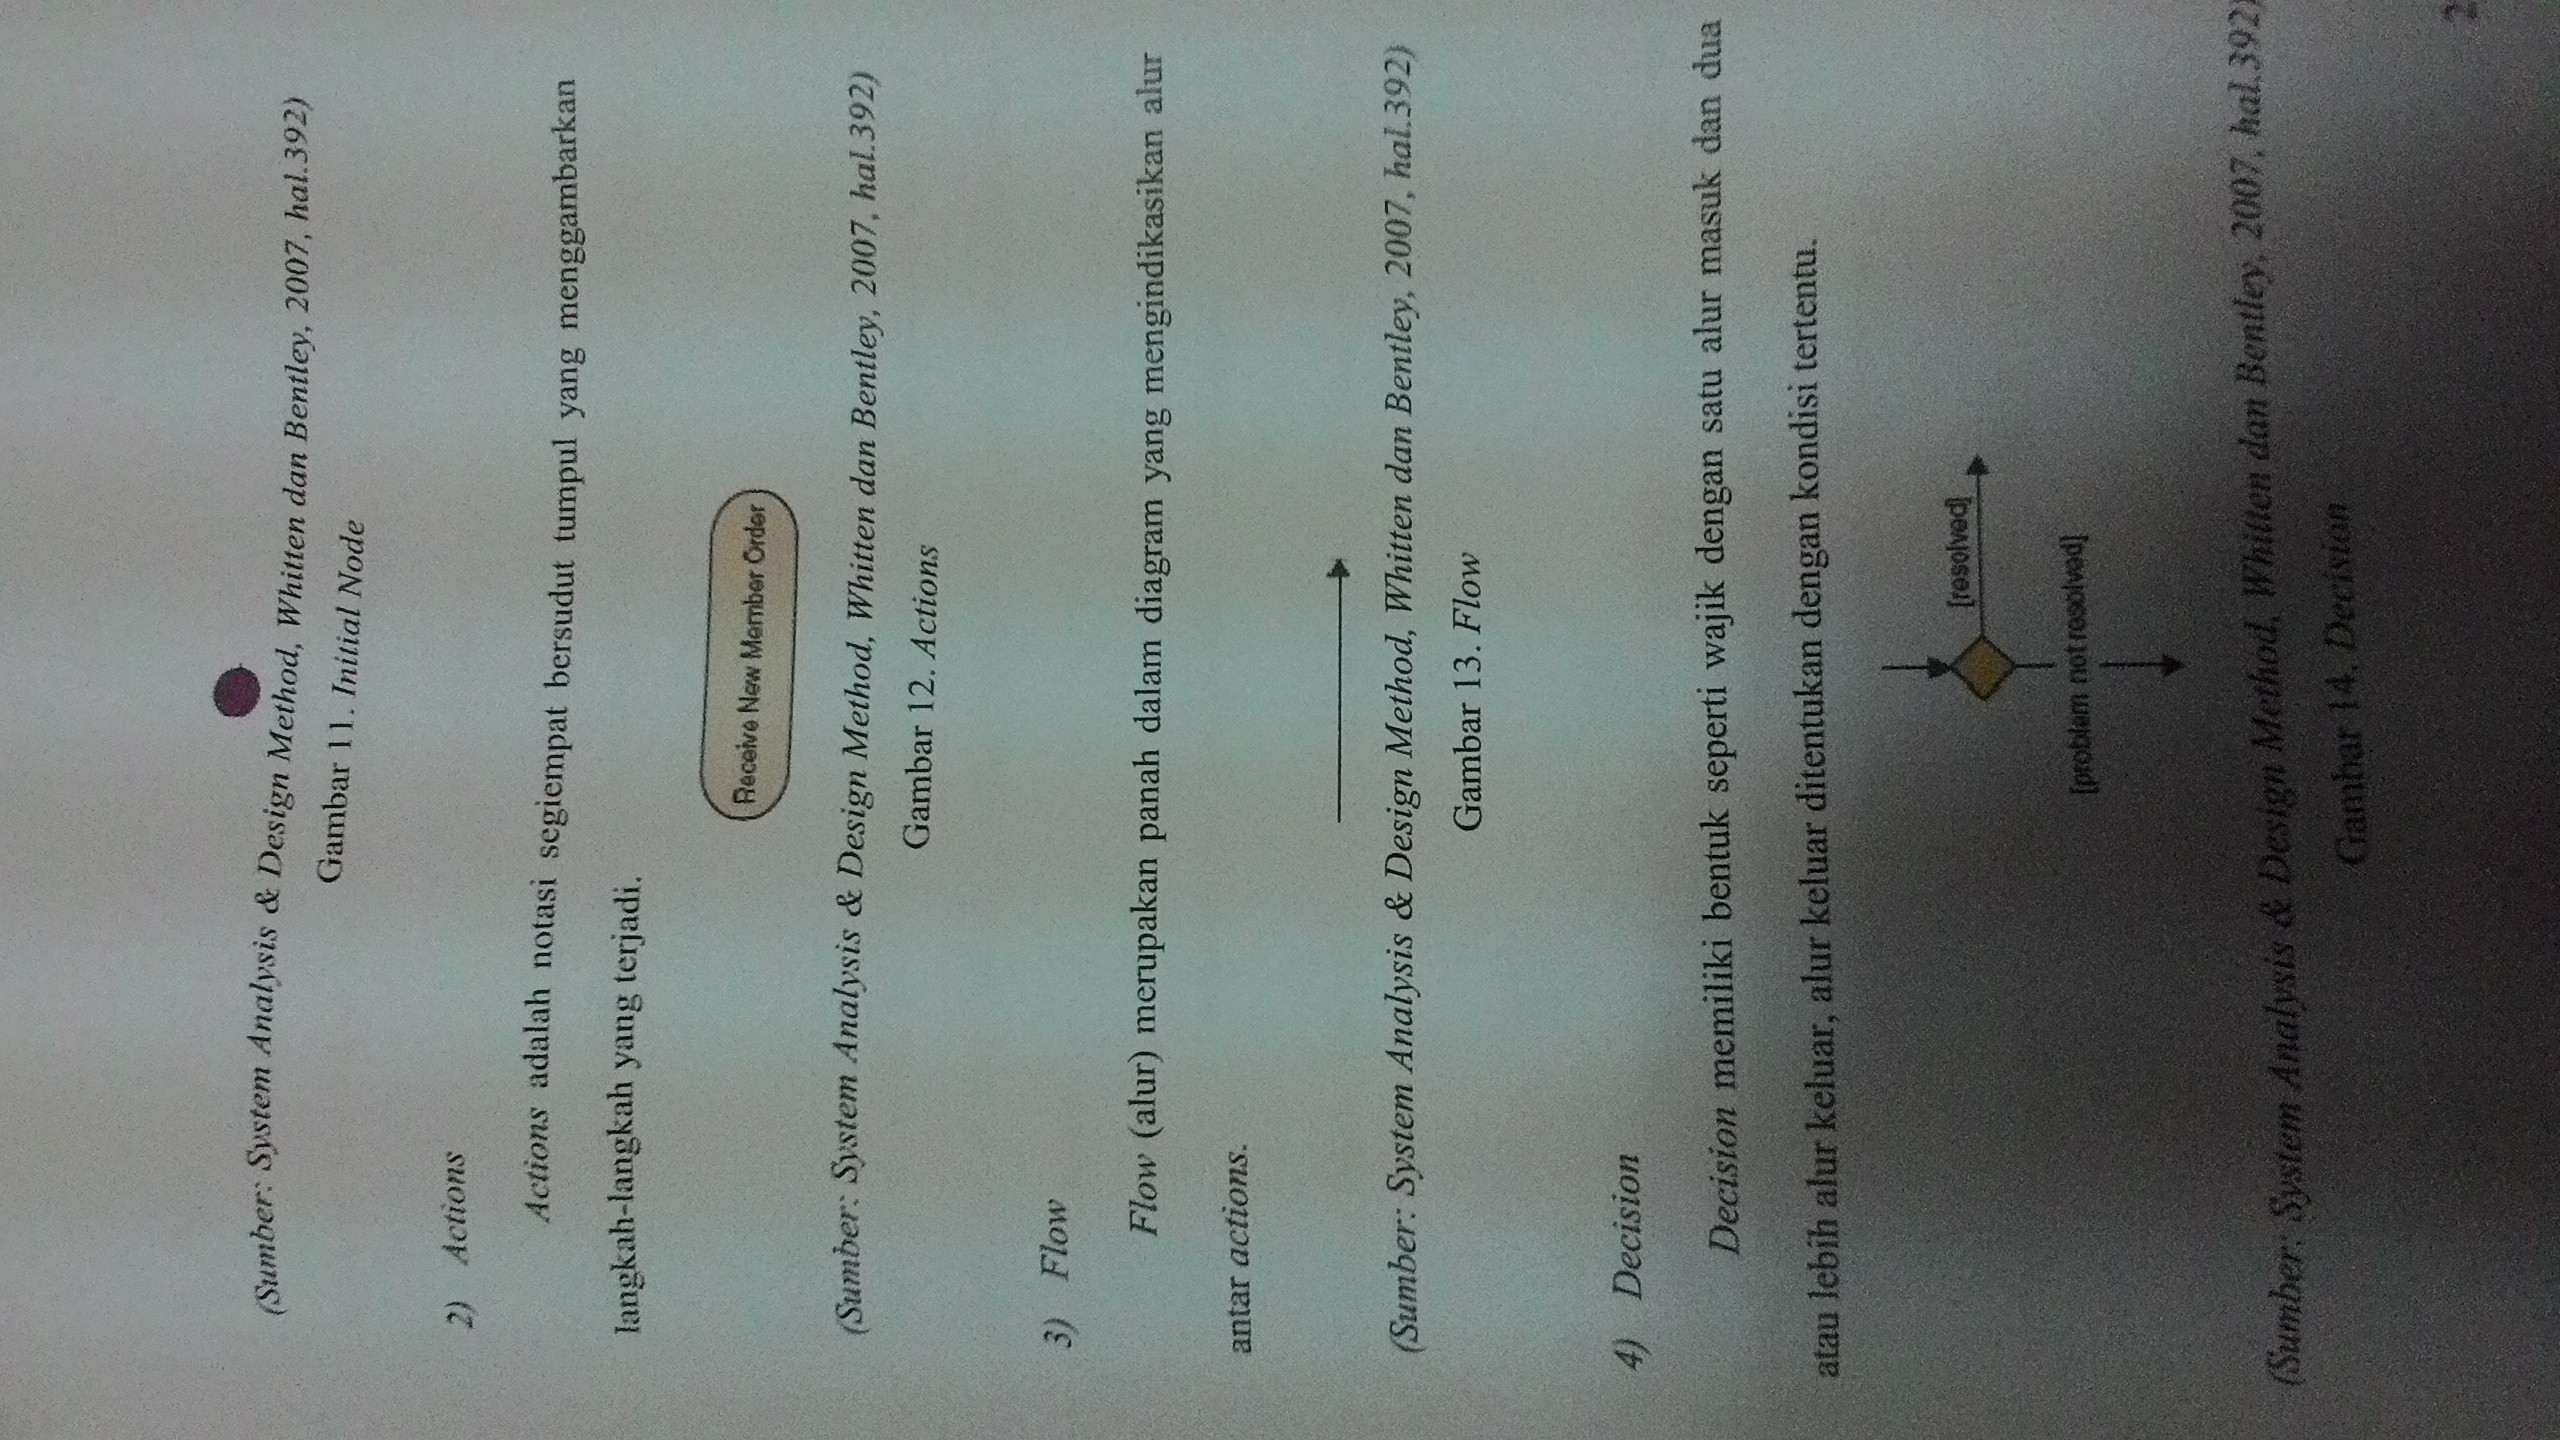 (Sumber: System Analysis & Design Method, Whitten dan Bentley, 2007, hal.392)
Gambar 11. Initial Node
2) Actions
Actions adalah notasi segiempat bersudut tumpul yang menggambarkan
langkah-langkah yang terjadi.
Receive New Member Order
(Sumber: System Analysis & Design Method, Whitten dan Bentley, 2007, hal.392)
Gambar 12. Actions
3) Flow
Flow (alur) merupakan panah dalam diagram yang mengindikasikan alur
antar actions.
(Sumber: System Analysis & Design Method, Whitten dan Bentley, 2007, hal.392)
Gambar 13. Flow
4) Decision
Decision memiliki bentuk seperti wajik dengan satu alur masuk dan dua
atau lebih alur keluar, alur keluar ditentukan dengan kondisi tertentu.
[resolved]
[problem not resolved]
(Sumber: System Analysis & Design Method, Whitten dan Bentley, 2007, hal.392)
Gambar 14. Decision